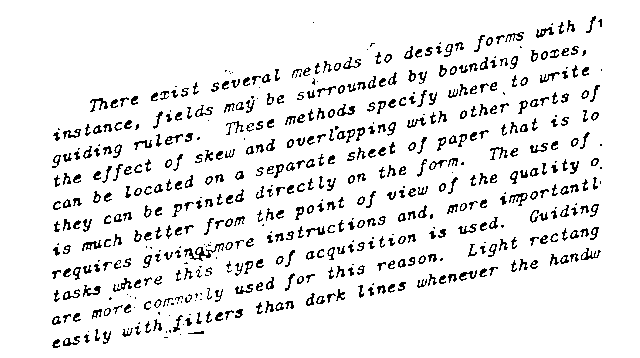 There exist several methods to design forms with
instance, fields may be surrounded by bounding boxes,
guiding rulers. These methods specify where to write
the effect of skew and overlapping with other parts of
can be located on a separate sheet of paper that is
they can be printed directly on the form. The use of
is much better from the point of view of the quality
requires giving more instructions and, more
tasks where this type of acquisition is used. Guiding
are more commonly used for this reason. Light
easily with filters than dark lines whenever the